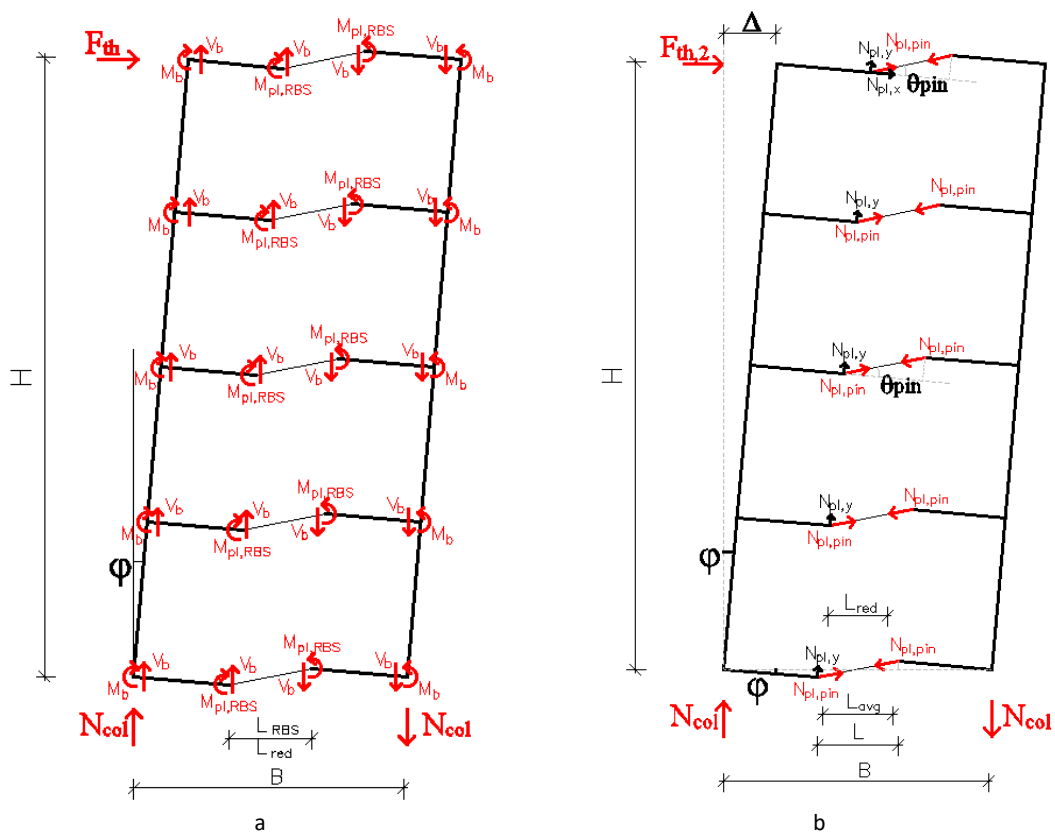 F_th
V_b
V_b
M_pl,RBS
V_b
M_b
M_pl,RBS
M_b
V_b
V_b
M_pl,RBS
V_b
V_b
M_b
M_pl,RBS
M_b
V_b
V_b
M_pl,RBS
V_b
V_b
M_b
M_pl,RBS
M_b
V_b
V_b
M_pl,RBS
V_b
V_b
M_b
M_pl,RBS
M_b
φ
V_b
V_b
M_pl,RBS
V_b
V_b
M_b
M_pl,RBS
M_b
N_col
N_col
L_RBS
L_red
B
H
a
Δ
F_th,2
N_pl,y
N_pl,pin
N_pl,x
θpin
N_pl,y
N_pl,pin
N_pl,pin
N_pl,y
N_pl,pin
N_pl,pin
θpin
N_pl,y
N_pl,pin
N_pl,pin
φ
L_red
N_pl,y
N_pl,pin
N_pl,pin
φ
N_col
N_col
L_avg
L
B
H
b